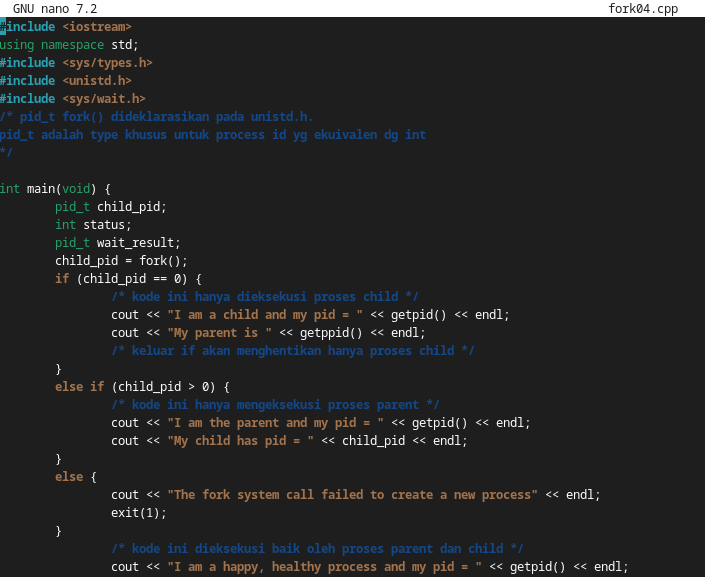 GNU nano 7.2 fork04.cpp
#include <iostream>
using namespace std;
#include <sys/types.h>
#include <unistd.h>
#include <sys/wait.h>
/* pid_t fork() dideklarasikan pada unistd.h.
pid_t adalah type khusus untuk process id yg ekuivalen dg int
*/
int main(void) {
pid_t child_pid;
int status;
pid_t wait_result;
child_pid = fork();
if (child_pid == 0) {
/* kode ini hanya dieksekusi proses child */
cout << "I am a child and my pid = " << getpid() << endl;
cout << "My parent is " << getppid() << endl;
/* keluar if akan menghentikan hanya proses child */
}
else if (child_pid > 0) {
/* kode ini hanya mengeksekusi proses parent */
cout << "I am the parent and my pid = " << getpid() << endl;
cout << "My child has pid = " << child_pid << endl;
}
else {
cout << "The fork system call failed to create a new process" << endl;
exit(1);
}
/* kode ini dieksekusi baik oleh proses parent dan child */
cout << "I am a happy, healthy process and my pid = " << getpid() << endl;